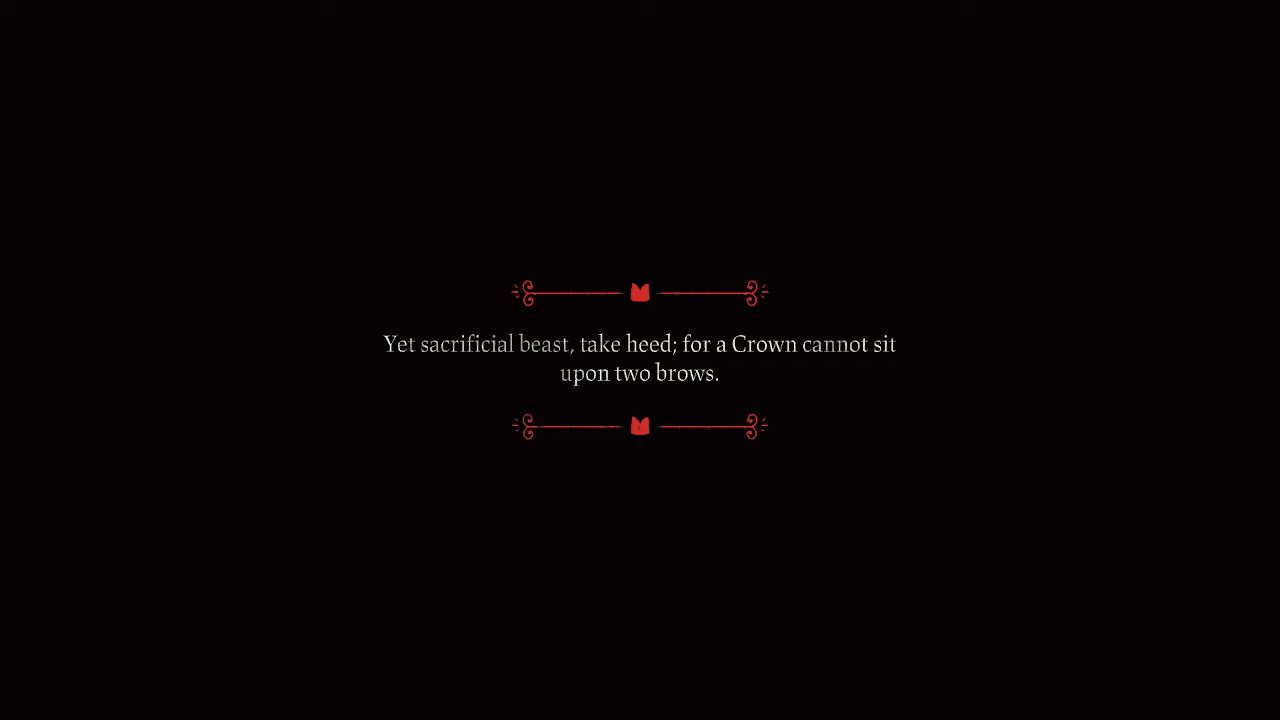 Yet sacrificial beast, take heed; for a Crown cannot sit
upon two brows.